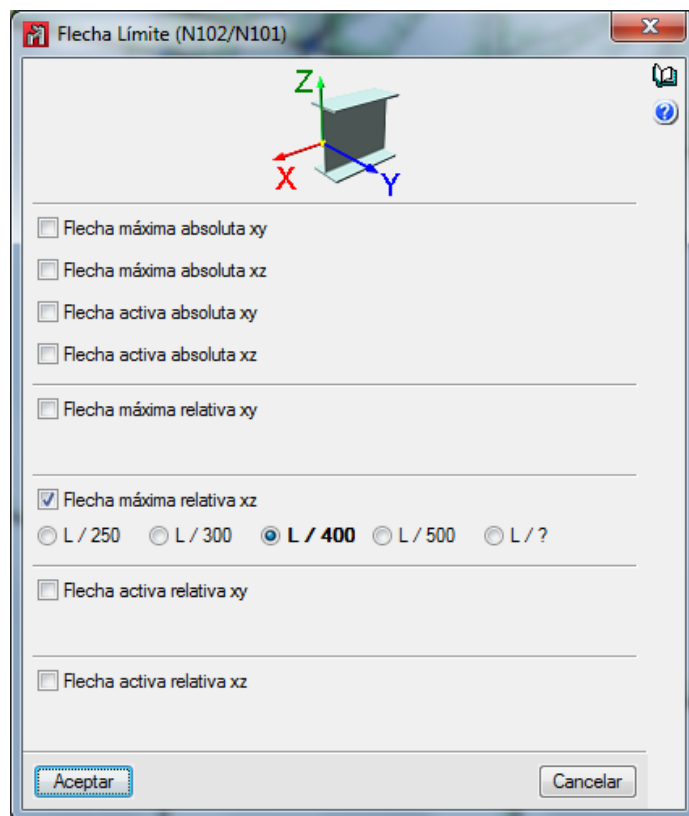 Flecha Límite (N102/N101)
Z
X
Y
Flecha máxima absoluta xy
Flecha máxima absoluta xz
Flecha activa absoluta xy
Flecha activa absoluta xz
Flecha máxima relativa xy
Flecha máxima relativa xz
L / 250 L / 300 L / 400 L / 500 L / ?
Flecha activa relativa xy
Flecha activa relativa xz
Aceptar Cancelar